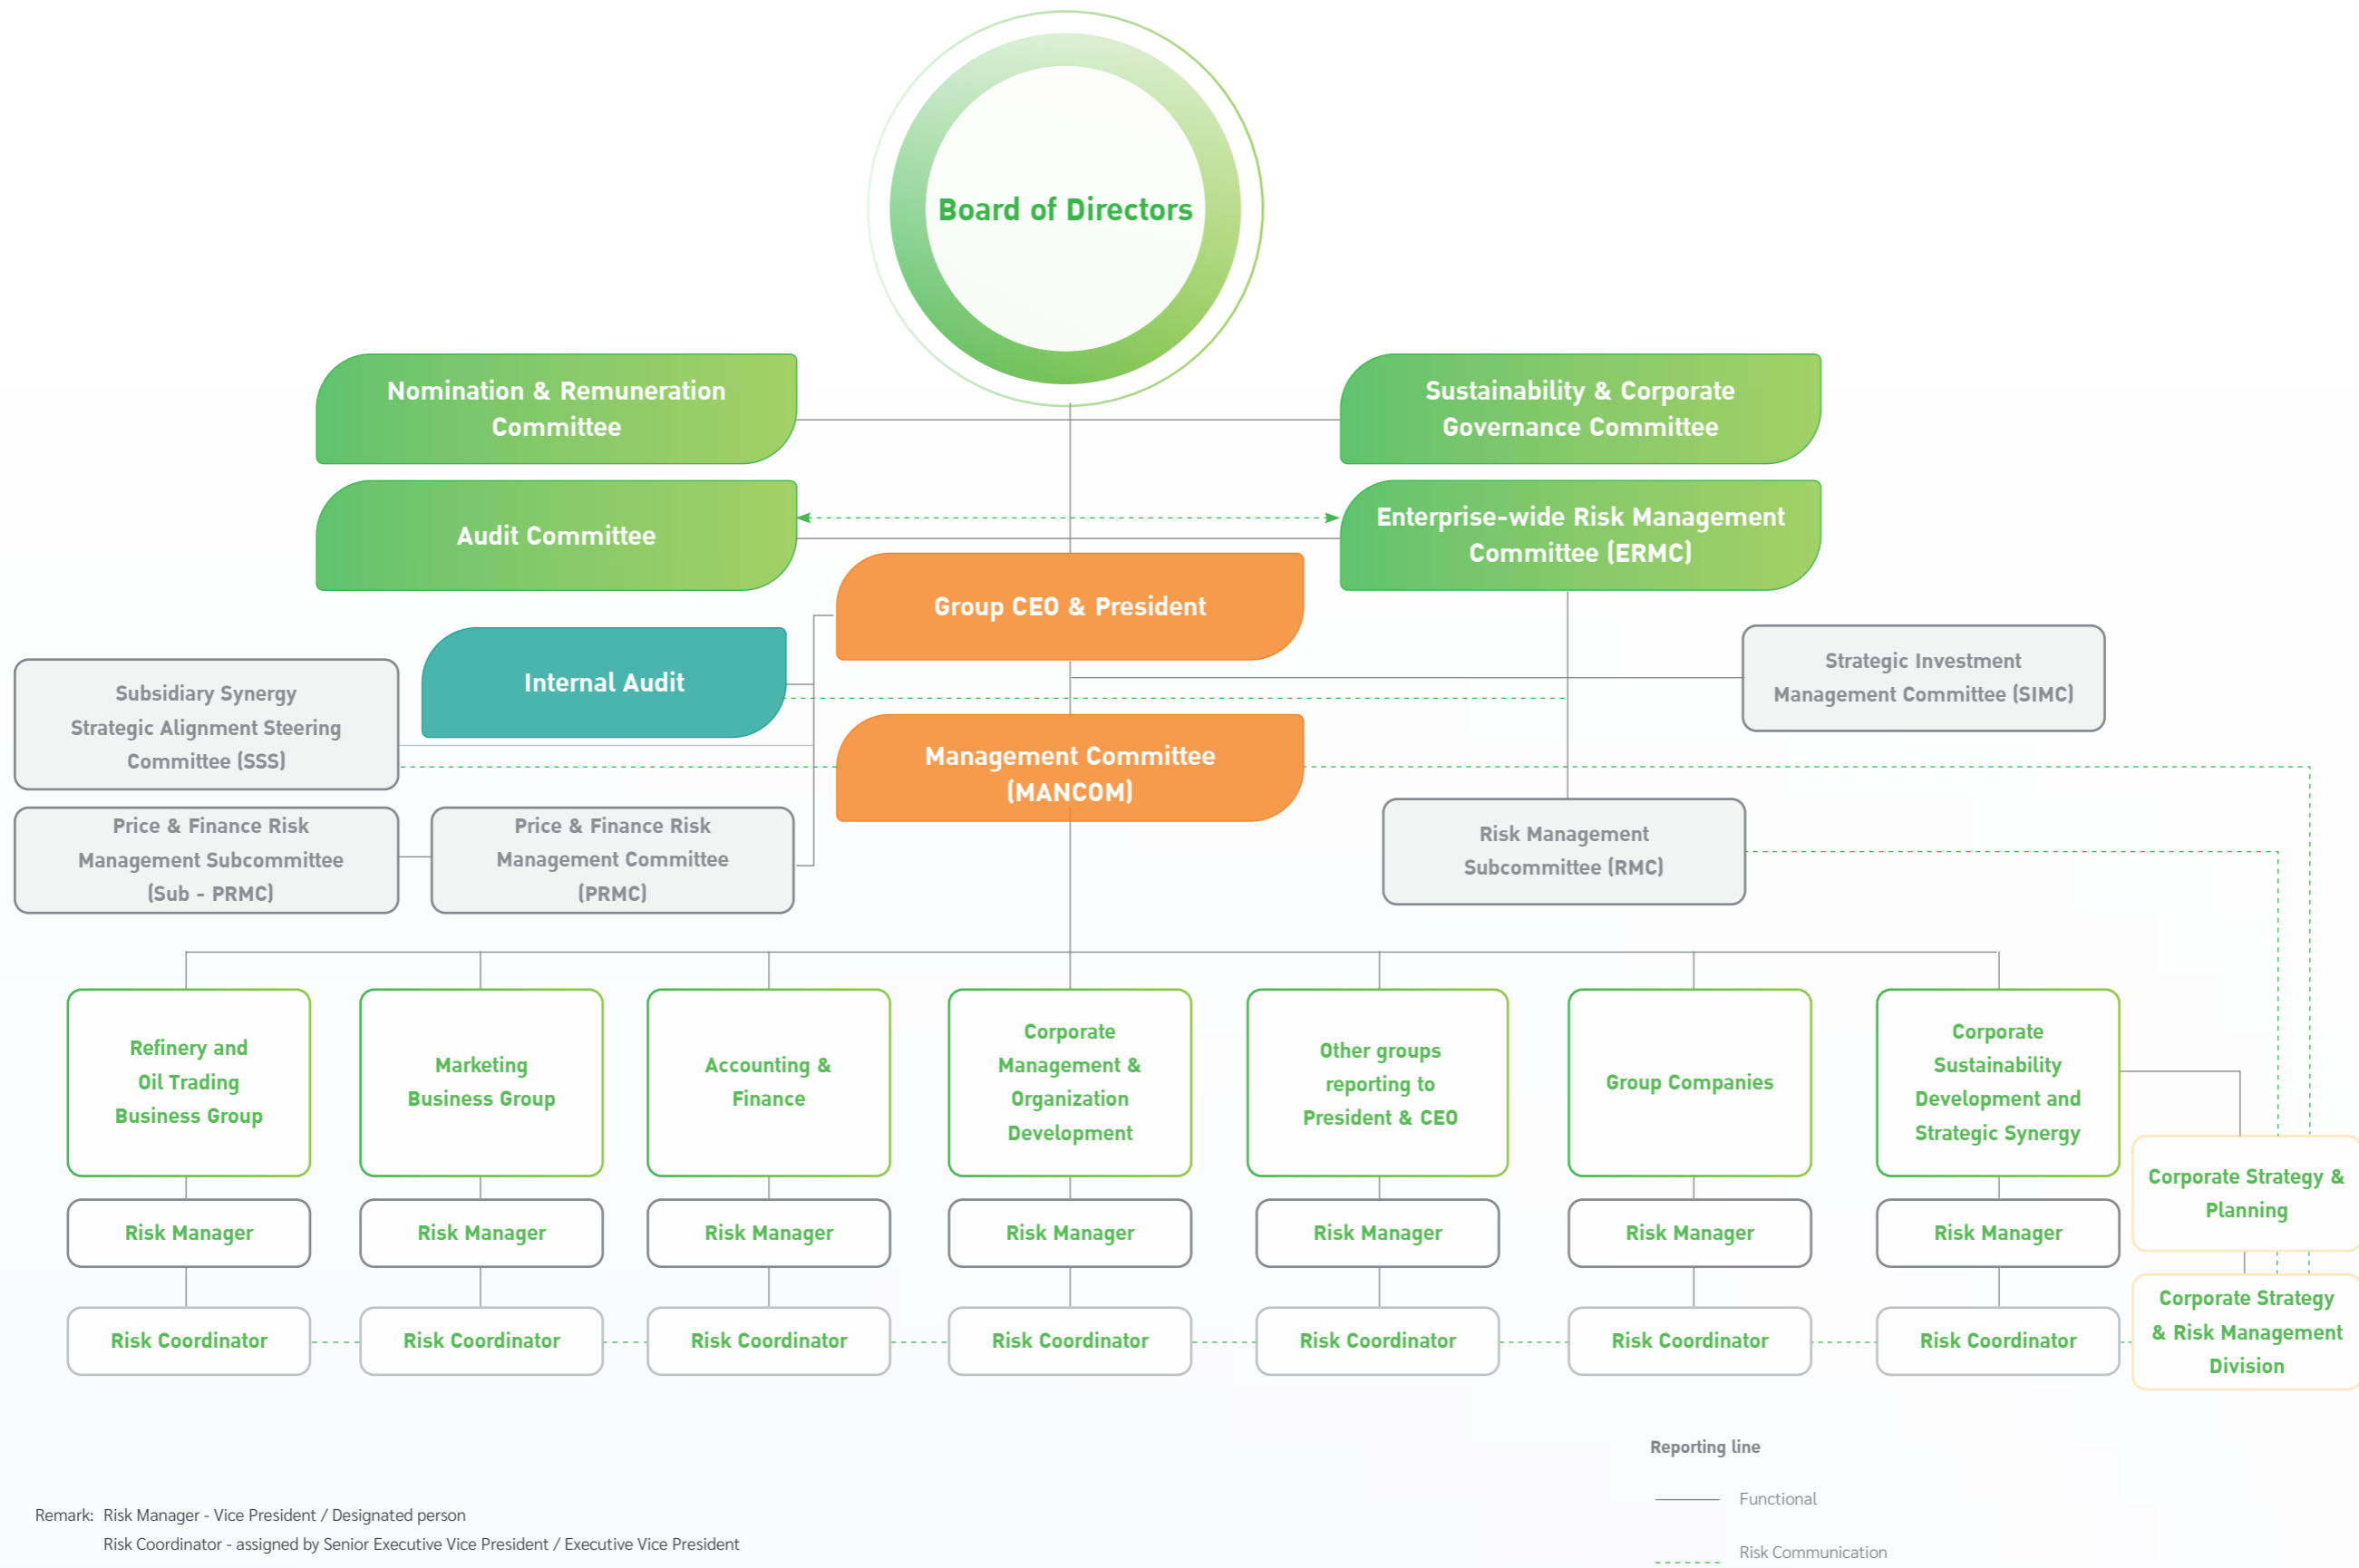 Board of Directors
Nomination & Remuneration
Committee
Sustainability & Corporate
Governance Committee
Audit Committee
Enterprise-wide Risk Management
Committee (ERMC)
Group CEO & President
Internal Audit
Strategic Investment
Management Committee (SIMC)
Subsidiary Synergy
Strategic Alignment Steering
Committee (SSS)
Management Committee
(MANCOM)
Price & Finance Risk
Management Subcommittee
(Sub - PRMC)
Price & Finance Risk
Management Committee
(PRMC)
Risk Management
Subcommittee (RMC)
Refinery and
Oil Trading
Business Group
Marketing
Business Group
Accounting &
Finance
Corporate
Management &
Organization
Development
Other groups
reporting to
President & CEO
Group Companies
Corporate
Sustainability
Development and
Strategic Synergy
Corporate Strategy &
Planning
Risk Manager
Risk Manager
Risk Manager
Risk Manager
Risk Manager
Risk Manager
Risk Manager
Risk Coordinator
Risk Coordinator
Risk Coordinator
Risk Coordinator
Risk Coordinator
Risk Coordinator
Risk Coordinator
Corporate Strategy
& Risk Management
Division
Reporting line
Functional
Risk Communication
Remark: Risk Manager - Vice President / Designated person
Risk Coordinator - assigned by Senior Executive Vice President / Executive Vice President